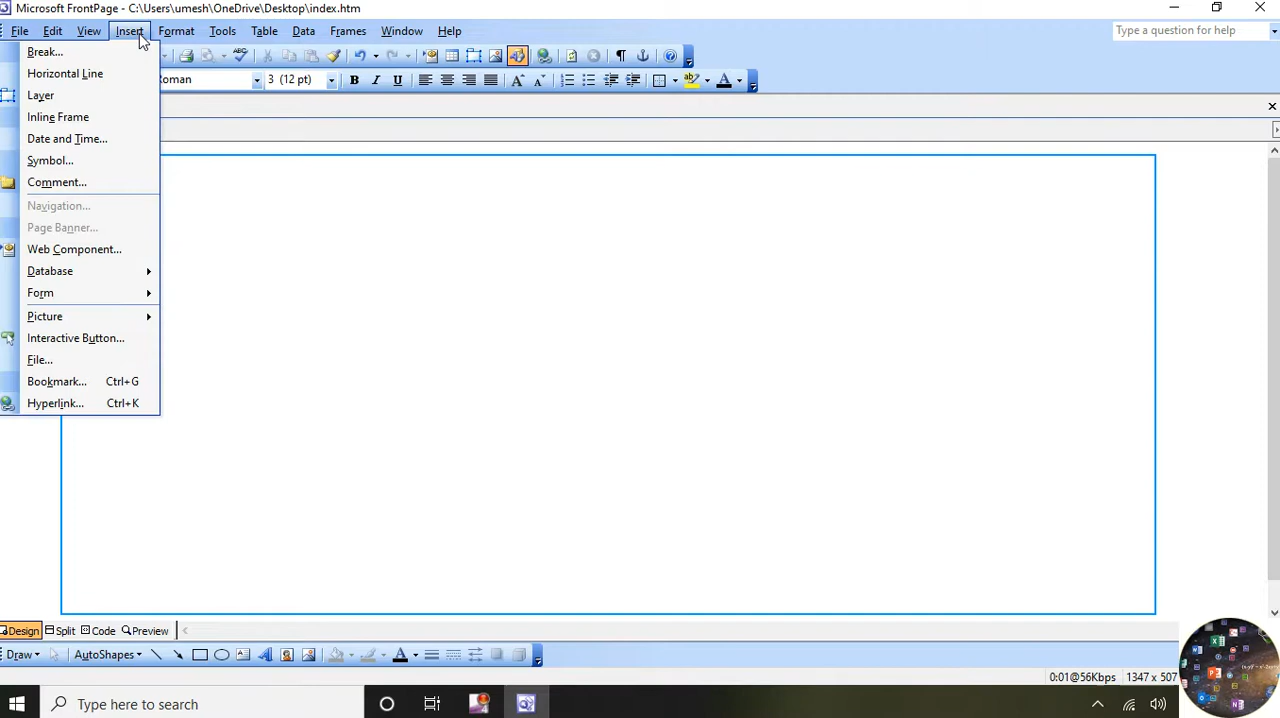 Microsoft FrontPage - C:\Users\umesh\OneDrive\Desktop\index.htm
File Edit View Insert Format Tools Table Data Frames Window Help
Type a question for help
Break...
Horizontal Line
Roman 3 (12 pt) B I U A A A
Layer
Inline Frame
Date and Time...
Symbol...
Comment...
Navigation...
Page Banner...
Web Component...
Database
Form
Picture
Interactive Button...
File...
Bookmark... Ctrl+G
Hyperlink... Ctrl+K
Design Split Code Preview
Draw AutoShapes A A
0:01@56Kbps 1347 x 507
Type here to search